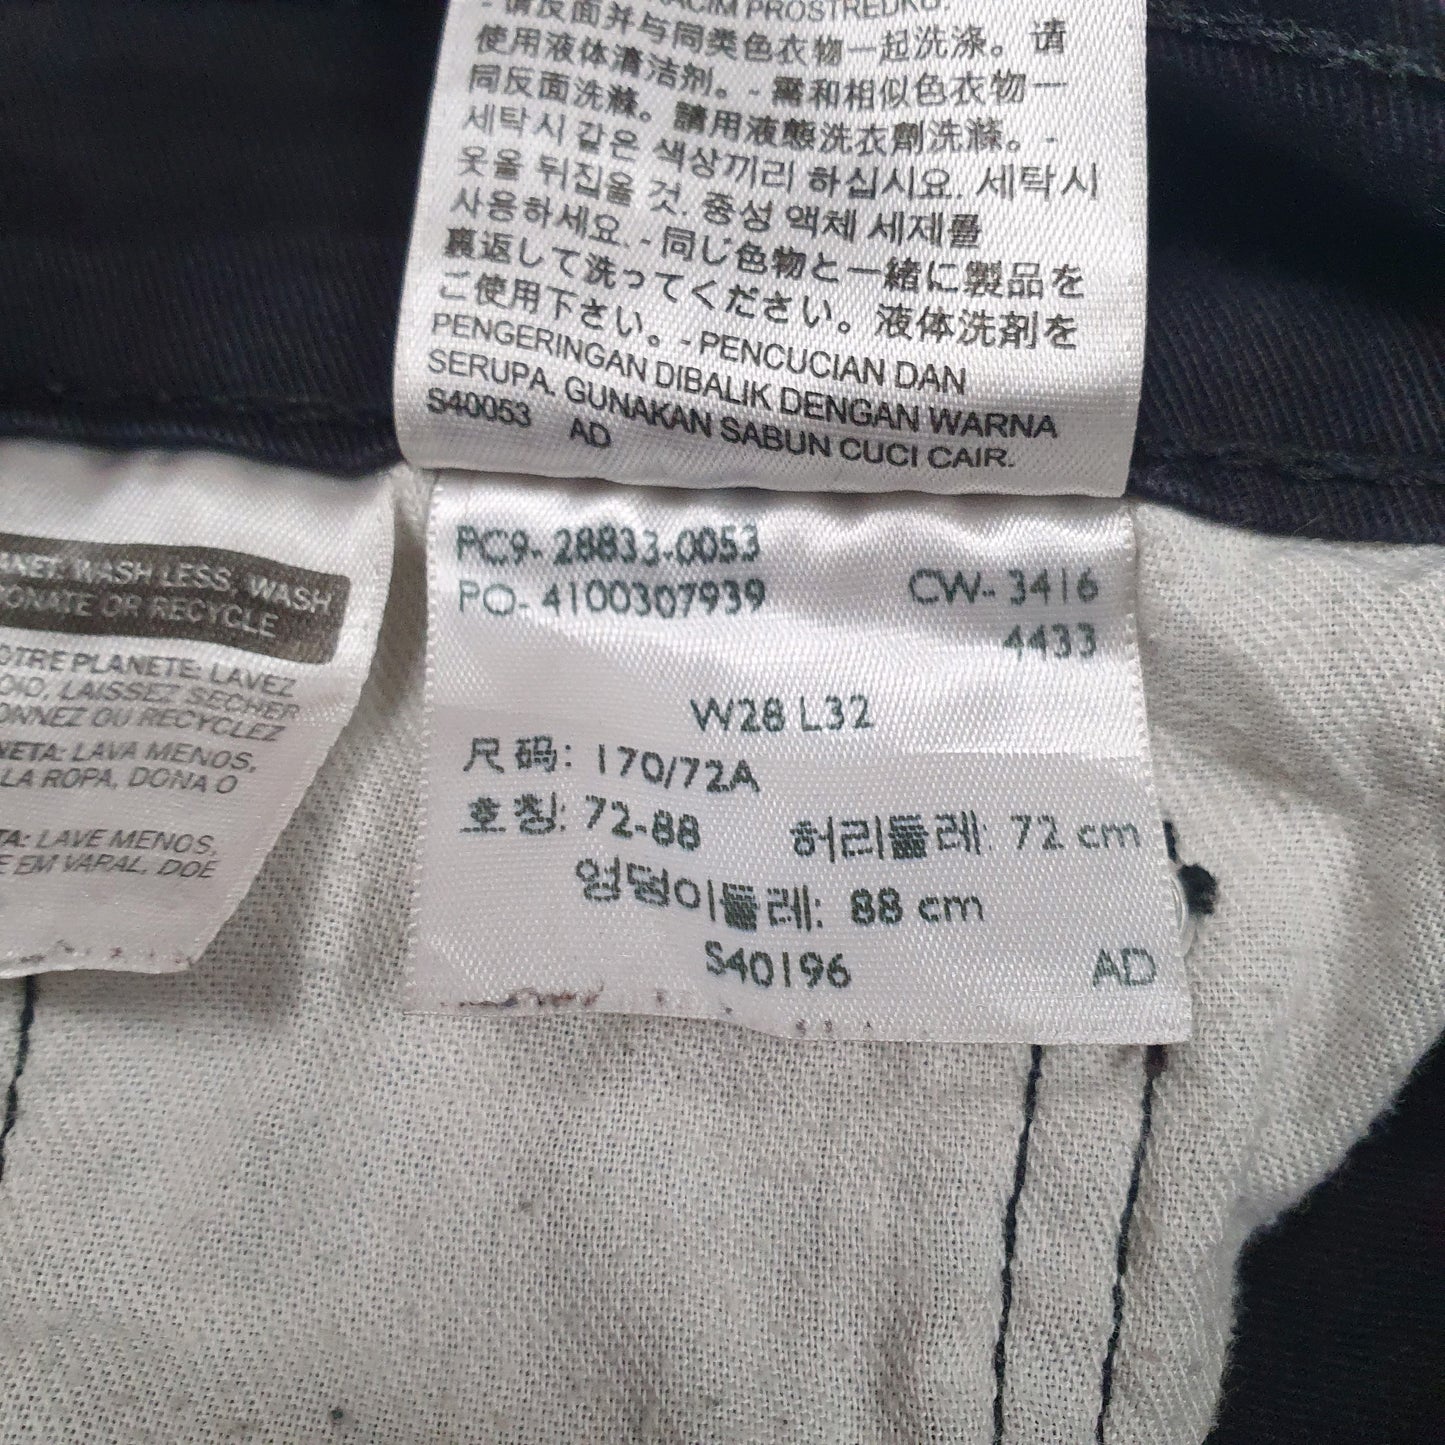 PROSTREDKU.
- 请反面并与同类色衣物一起洗涤。请
使用液体清洁剂。- 需和相似色衣物一
同反面洗滌。請用液態洗衣劑洗滌。-
세탁시 같은 색상끼리 하십시요. 세탁시
옷을 뒤집을 것. 중성 액체 세제를
사용하세요. - 同じ色物と一緒に製品を
裏返して洗ってください。液体洗剤を
ご使用下さい。- PENCUCIAN DAN
PENGERINGAN DIBALIK DENGAN WARNA
SERUPA. GUNAKAN SABUN CUCI CAIR.
S40053 AD
WASH LESS, WASH
DONATE OR RECYCLE
PLANETE: LAVEZ
LAISSEZ SECHER
OU RECYCLEZ
LAVA MENOS,
LA ROPA, DONA O
LAVE MENOS,
EM VARAL, DOE
PC9- 28833-0053
PO- 4100307939 CW- 3416
4433
W28 L32
尺码: 170/72A
호칭: 72-88 허리둘레: 72 cm
엉덩이둘레: 88 cm
S40196 AD